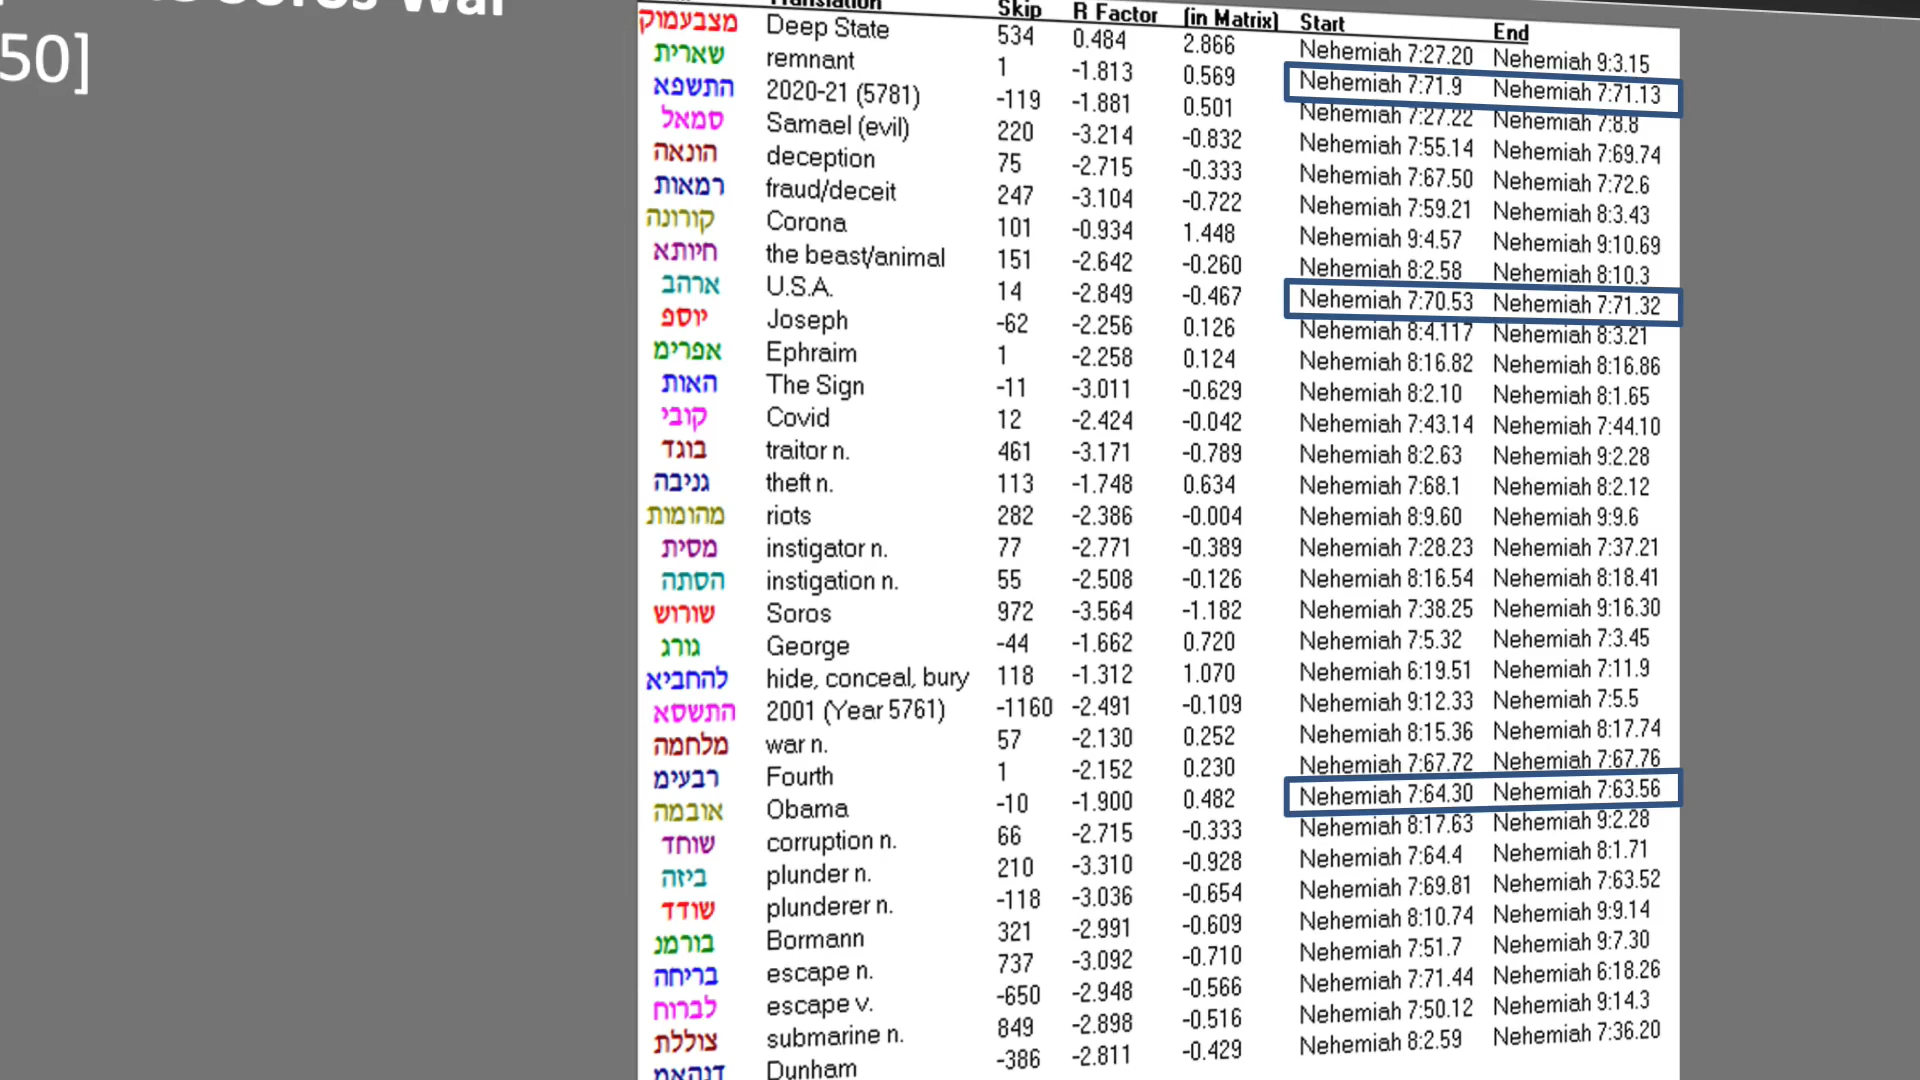 Soros War
50]
Translation Skip R Factor (in Matrix) Start End
מצבעמוק Deep State 534 0.484 2.866 Nehemiah 7:27.20 Nehemiah 9:3.15
שארית remnant 1 -1.813 0.569 Nehemiah 7:71.9 Nehemiah 7:71.13
התשפא 2020-21 (5781) -119 -1.881 0.501 Nehemiah 7:27.22 Nehemiah 7:8.8
סמאל Samael (evil) 220 -3.214 -0.832 Nehemiah 7:55.14 Nehemiah 7:69.74
הונאה deception 75 -2.715 -0.333 Nehemiah 7:67.50 Nehemiah 7:72.6
רמאות fraud/deceit 247 -3.104 -0.722 Nehemiah 7:59.21 Nehemiah 8:3.43
קורונה Corona 101 -0.934 1.448 Nehemiah 9:4.57 Nehemiah 9:10.69
חיותא the beast/animal 151 -2.642 -0.260 Nehemiah 8:2.58 Nehemiah 8:10.3
ארהב U.S.A. 14 -2.849 -0.467 Nehemiah 7:70.53 Nehemiah 7:71.32
יוספ Joseph -62 -2.256 0.126 Nehemiah 8:4.117 Nehemiah 8:3.21
אפרימ Ephraim 1 -2.258 0.124 Nehemiah 8:16.82 Nehemiah 8:16.86
האות The Sign -11 -3.011 -0.629 Nehemiah 8:2.10 Nehemiah 8:1.65
קובי Covid 12 -2.424 -0.042 Nehemiah 7:43.14 Nehemiah 7:44.10
בוגד traitor n. 461 -3.171 -0.789 Nehemiah 8:2.63 Nehemiah 9:2.28
גניבה theft n. 113 -1.748 0.634 Nehemiah 7:68.1 Nehemiah 8:2.12
מהומות riots 282 -2.386 -0.004 Nehemiah 8:9.60 Nehemiah 9:9.6
מסית instigator n. 77 -2.771 -0.389 Nehemiah 7:28.23 Nehemiah 7:37.21
הסתה instigation n. 55 -2.508 -0.126 Nehemiah 8:16.54 Nehemiah 8:18.41
שורוש Soros 972 -3.564 -1.182 Nehemiah 7:38.25 Nehemiah 9:16.30
גורג George -44 -1.662 0.720 Nehemiah 7:5.32 Nehemiah 7:3.45
להחביא hide, conceal, bury 118 -1.312 1.070 Nehemiah 6:19.51 Nehemiah 7:11.9
התשסא 2001 (Year 5761) -1160 -2.491 -0.109 Nehemiah 9:12.33 Nehemiah 7:5.5
מלחמה war n. 57 -2.130 0.252 Nehemiah 8:15.36 Nehemiah 8:17.74
רבעימ Fourth 1 -2.152 0.230 Nehemiah 7:67.72 Nehemiah 7:67.76
אובמה Obama -10 -1.900 0.482 Nehemiah 7:64.30 Nehemiah 7:63.56
שוחד corruption n. 66 -2.715 -0.333 Nehemiah 8:17.63 Nehemiah 9:2.28
ביזה plunder n. 210 -3.310 -0.928 Nehemiah 7:64.4 Nehemiah 8:1.71
שודד plunderer n. -118 -3.036 -0.654 Nehemiah 7:69.81 Nehemiah 7:63.52
בורמנ Bormann 321 -2.991 -0.609 Nehemiah 8:10.74 Nehemiah 9:9.14
בריחה escape n. 737 -3.092 -0.710 Nehemiah 7:51.7 Nehemiah 9:7.30
לברוח escape v. -650 -2.948 -0.566 Nehemiah 7:71.44 Nehemiah 6:18.26
צוללת submarine n. 849 -2.898 -0.516 Nehemiah 7:50.12 Nehemiah 9:14.3
דנהאמ Dunham -386 -2.811 -0.429 Nehemiah 8:2.59 Nehemiah 7:36.20